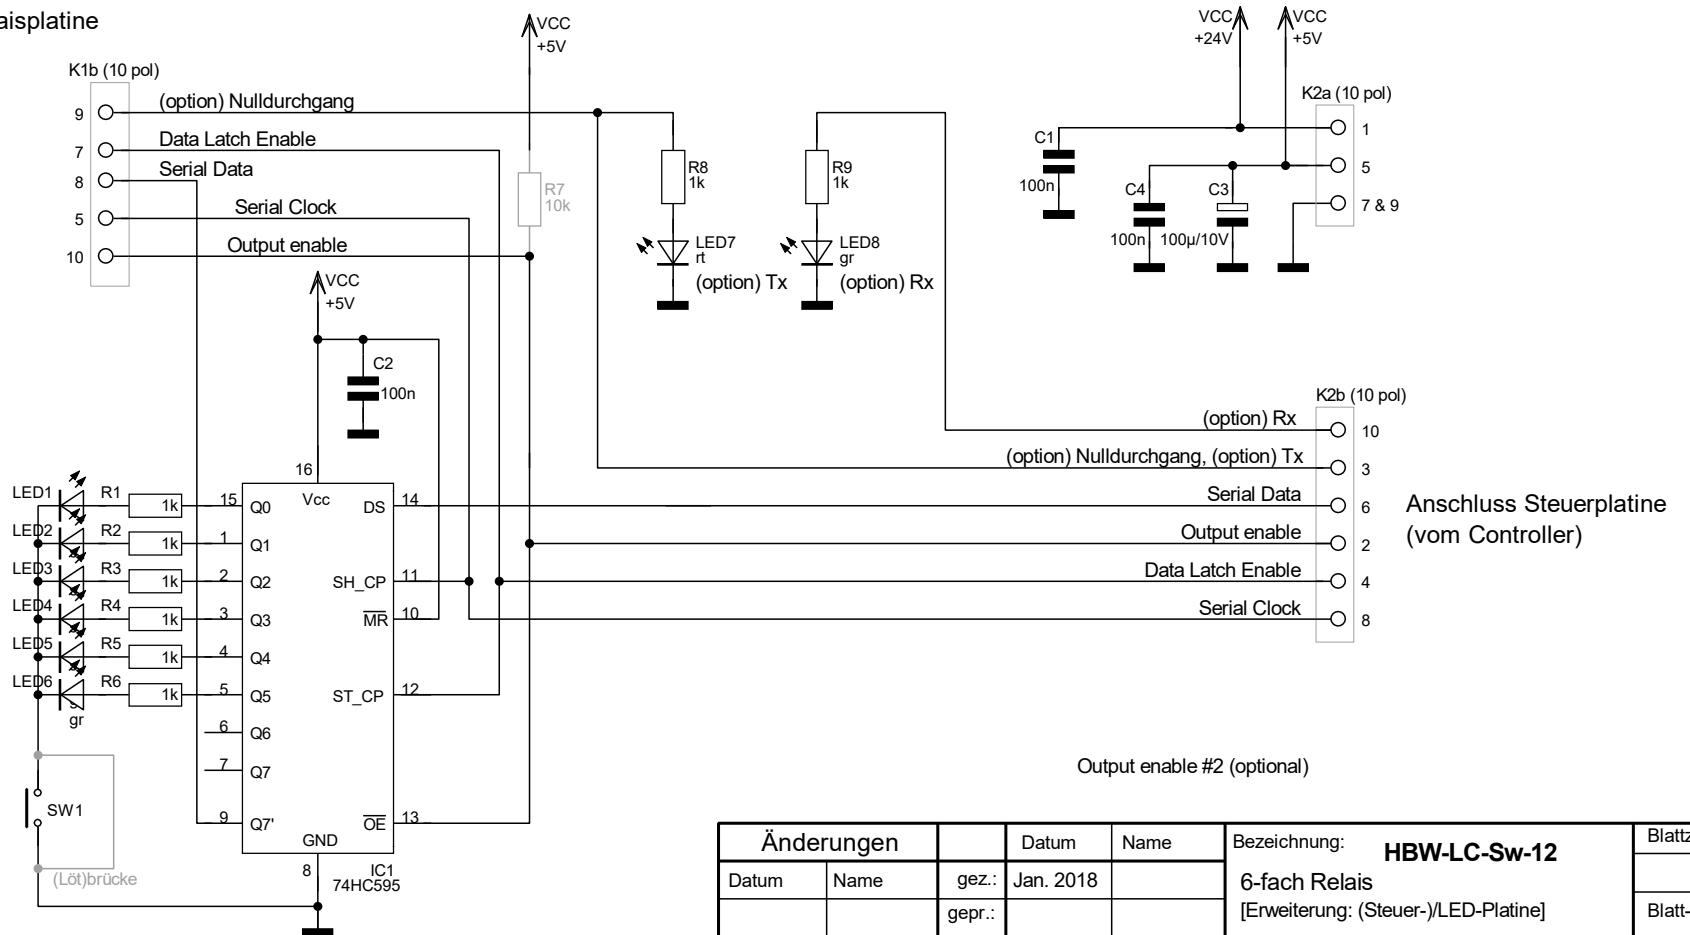 aisplatine
VCC
+5V
VCC
+24V
VCC
+5V
K1b (10 pol)
9
(option) Nulldurchgang
7
Data Latch Enable
8
Serial Data
5
Serial Clock
10
Output enable
R7
10k
R8
1k
LED7
rt
(option) Tx
R9
1k
LED8
gr
(option) Rx
K2a (10 pol)
1
5
7 & 9
C1
100n
C4
100n
C3
100µ/10V
VCC
+5V
C2
100n
K2b (10 pol)
(option) Rx
10
(option) Nulldurchgang, (option) Tx
3
Serial Data
6
Output enable
2
Data Latch Enable
4
Serial Clock
8
Anschluss Steuerplatine
(vom Controller)
16
Vcc
LED1 R1 1k 15 Q0
LED2 R2 1k 1 Q1
LED3 R3 1k 2 Q2
LED4 R4 1k 3 Q3
LED5 R5 1k 4 Q4
LED6 R6 1k 5 Q5
gr
6 Q6
7 Q7
9 Q7'
DS 14
SH_CP 11
MR 10
ST_CP 12
OE 13
GND
8
IC1
74HC595
SW1
(Löt)brücke
Output enable #2 (optional)
Änderungen
Datum
Name
Datum
Name
gez.:
Jan. 2018
gepr.:
Bezeichnung:
HBW-LC-Sw-12
6-fach Relais
[Erweiterung: (Steuer-)/LED-Platine]
Blattz
Blatt-